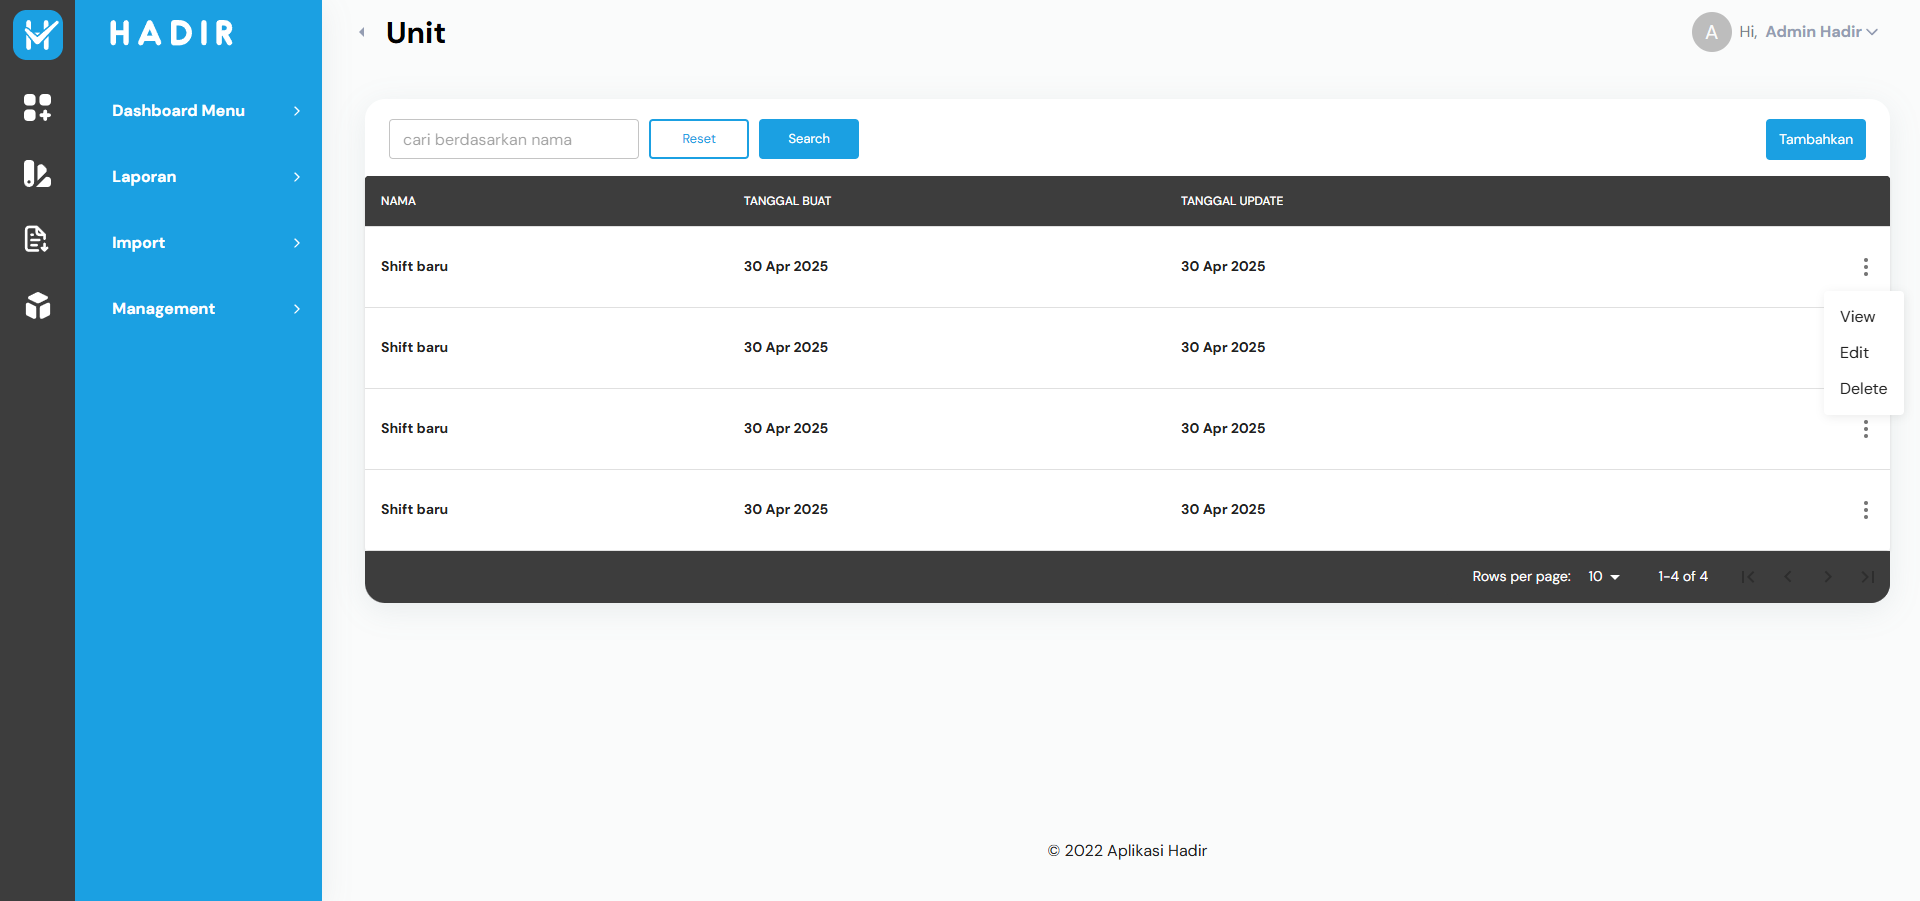 HADIR
Unit
A Hi, Admin Hadir
Dashboard Menu
Laporan
Import
Management
cari berdasarkan nama Reset Search Tambahkan
NAMA TANGGAL BUAT TANGGAL UPDATE
Shift baru 30 Apr 2025 30 Apr 2025
View
Edit
Delete
Shift baru 30 Apr 2025 30 Apr 2025
Shift baru 30 Apr 2025 30 Apr 2025
Shift baru 30 Apr 2025 30 Apr 2025
Rows per page: 10 1-4 of 4
© 2022 Aplikasi Hadir